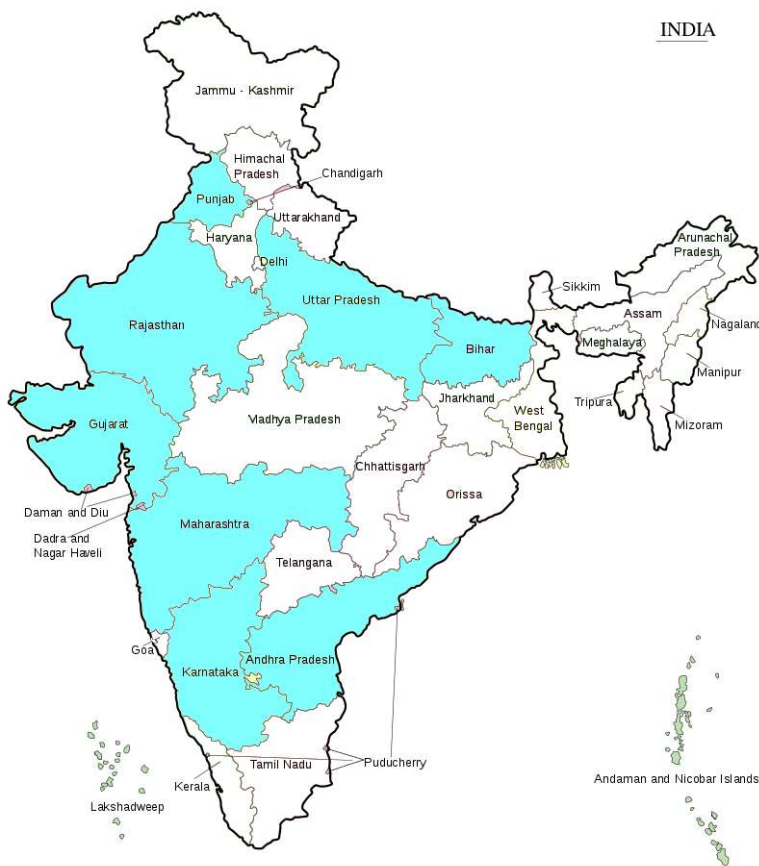 INDIA
Jammu - Kashmir
Himachal
Pradesh
Chandigarh
Punjab
Uttarakhand
Haryana
Delhi
Arunachal
Pradesh
Sikkim
Uttar Pradesh
Assam
Rajasthan
Nagaland
Bihar
Meghalaya
Manipur
Jharkhand
Tripura
West
Bengal
Gujarat
Madhya Pradesh
Mizoram
Chhattisgarh
Orissa
Daman and Diu
Maharashtra
Dadra and
Nagar Haveli
Telangana
Goa
Andhra Pradesh
Karnataka
Tamil Nadu
Puducherry
Kerala
Andaman and Nicobar Islands
Lakshadweep